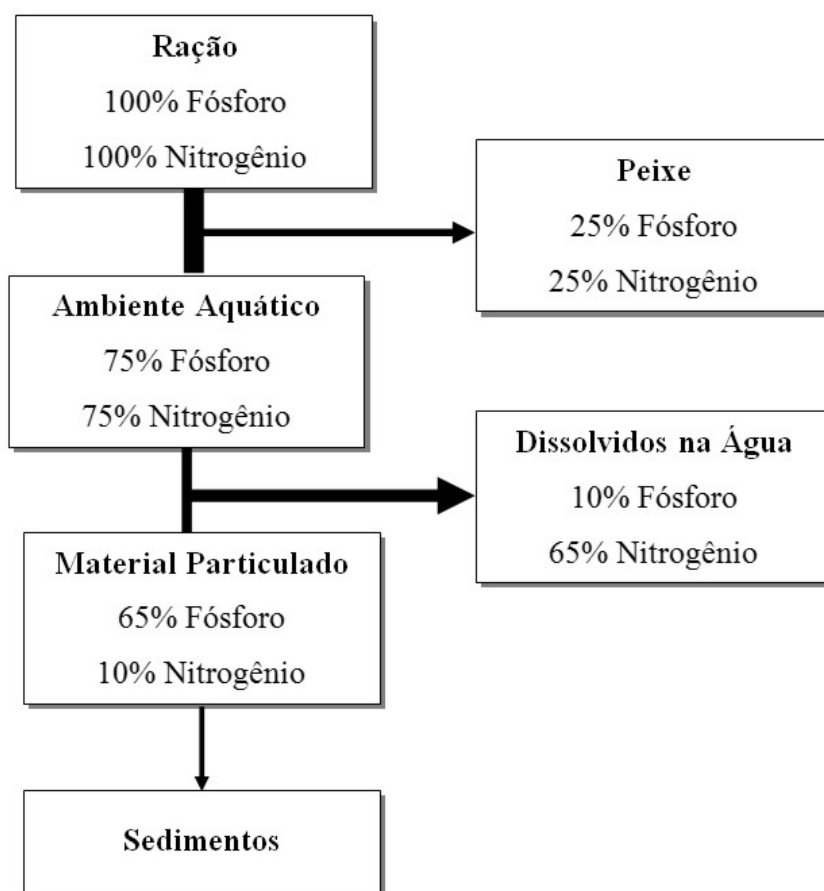 Ração
100% Fósforo
100% Nitrogênio
Peixe
25% Fósforo
25% Nitrogênio
Ambiente Aquático
75% Fósforo
75% Nitrogênio
Dissolvidos na Água
10% Fósforo
65% Nitrogênio
Material Particulado
65% Fósforo
10% Nitrogênio
Sedimentos